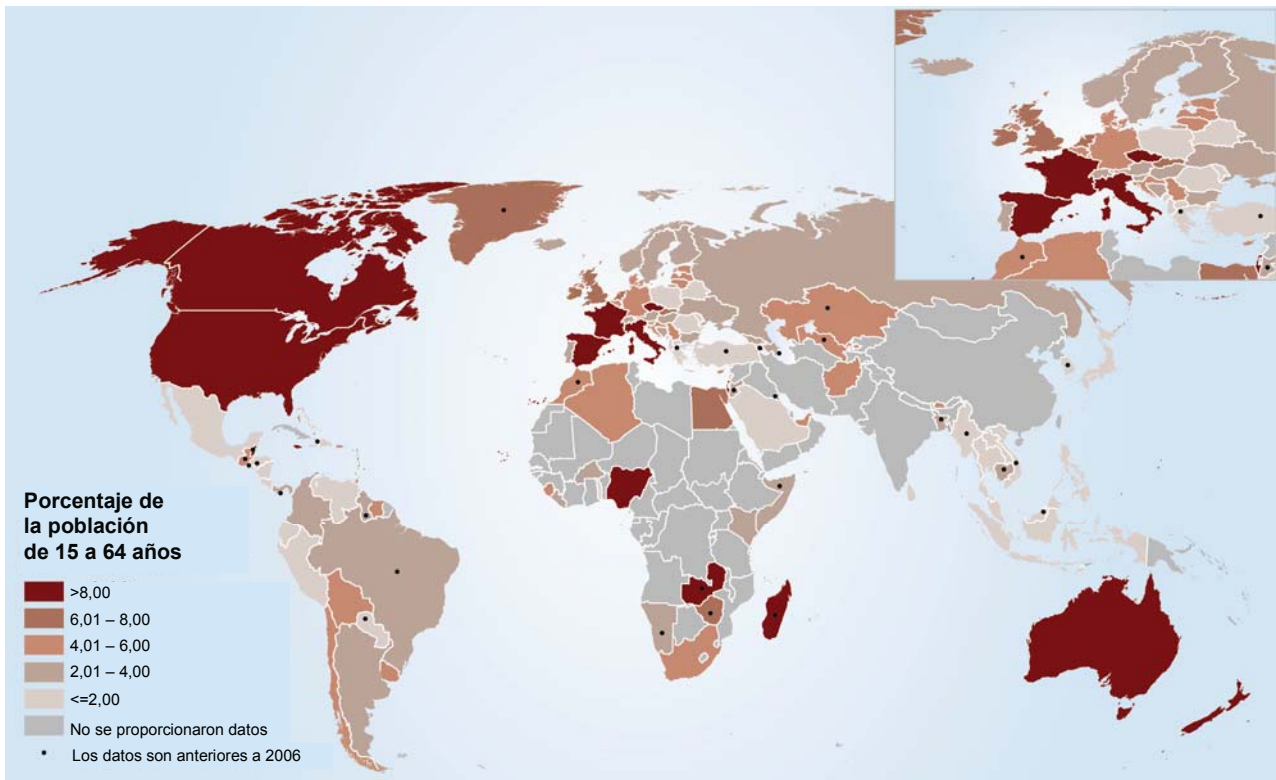 Porcentaje de
la población
de 15 a 64 años
>8,00
6,01 – 8,00
4,01 – 6,00
2,01 – 4,00
<=2,00
No se proporcionaron datos
• Los datos son anteriores a 2006